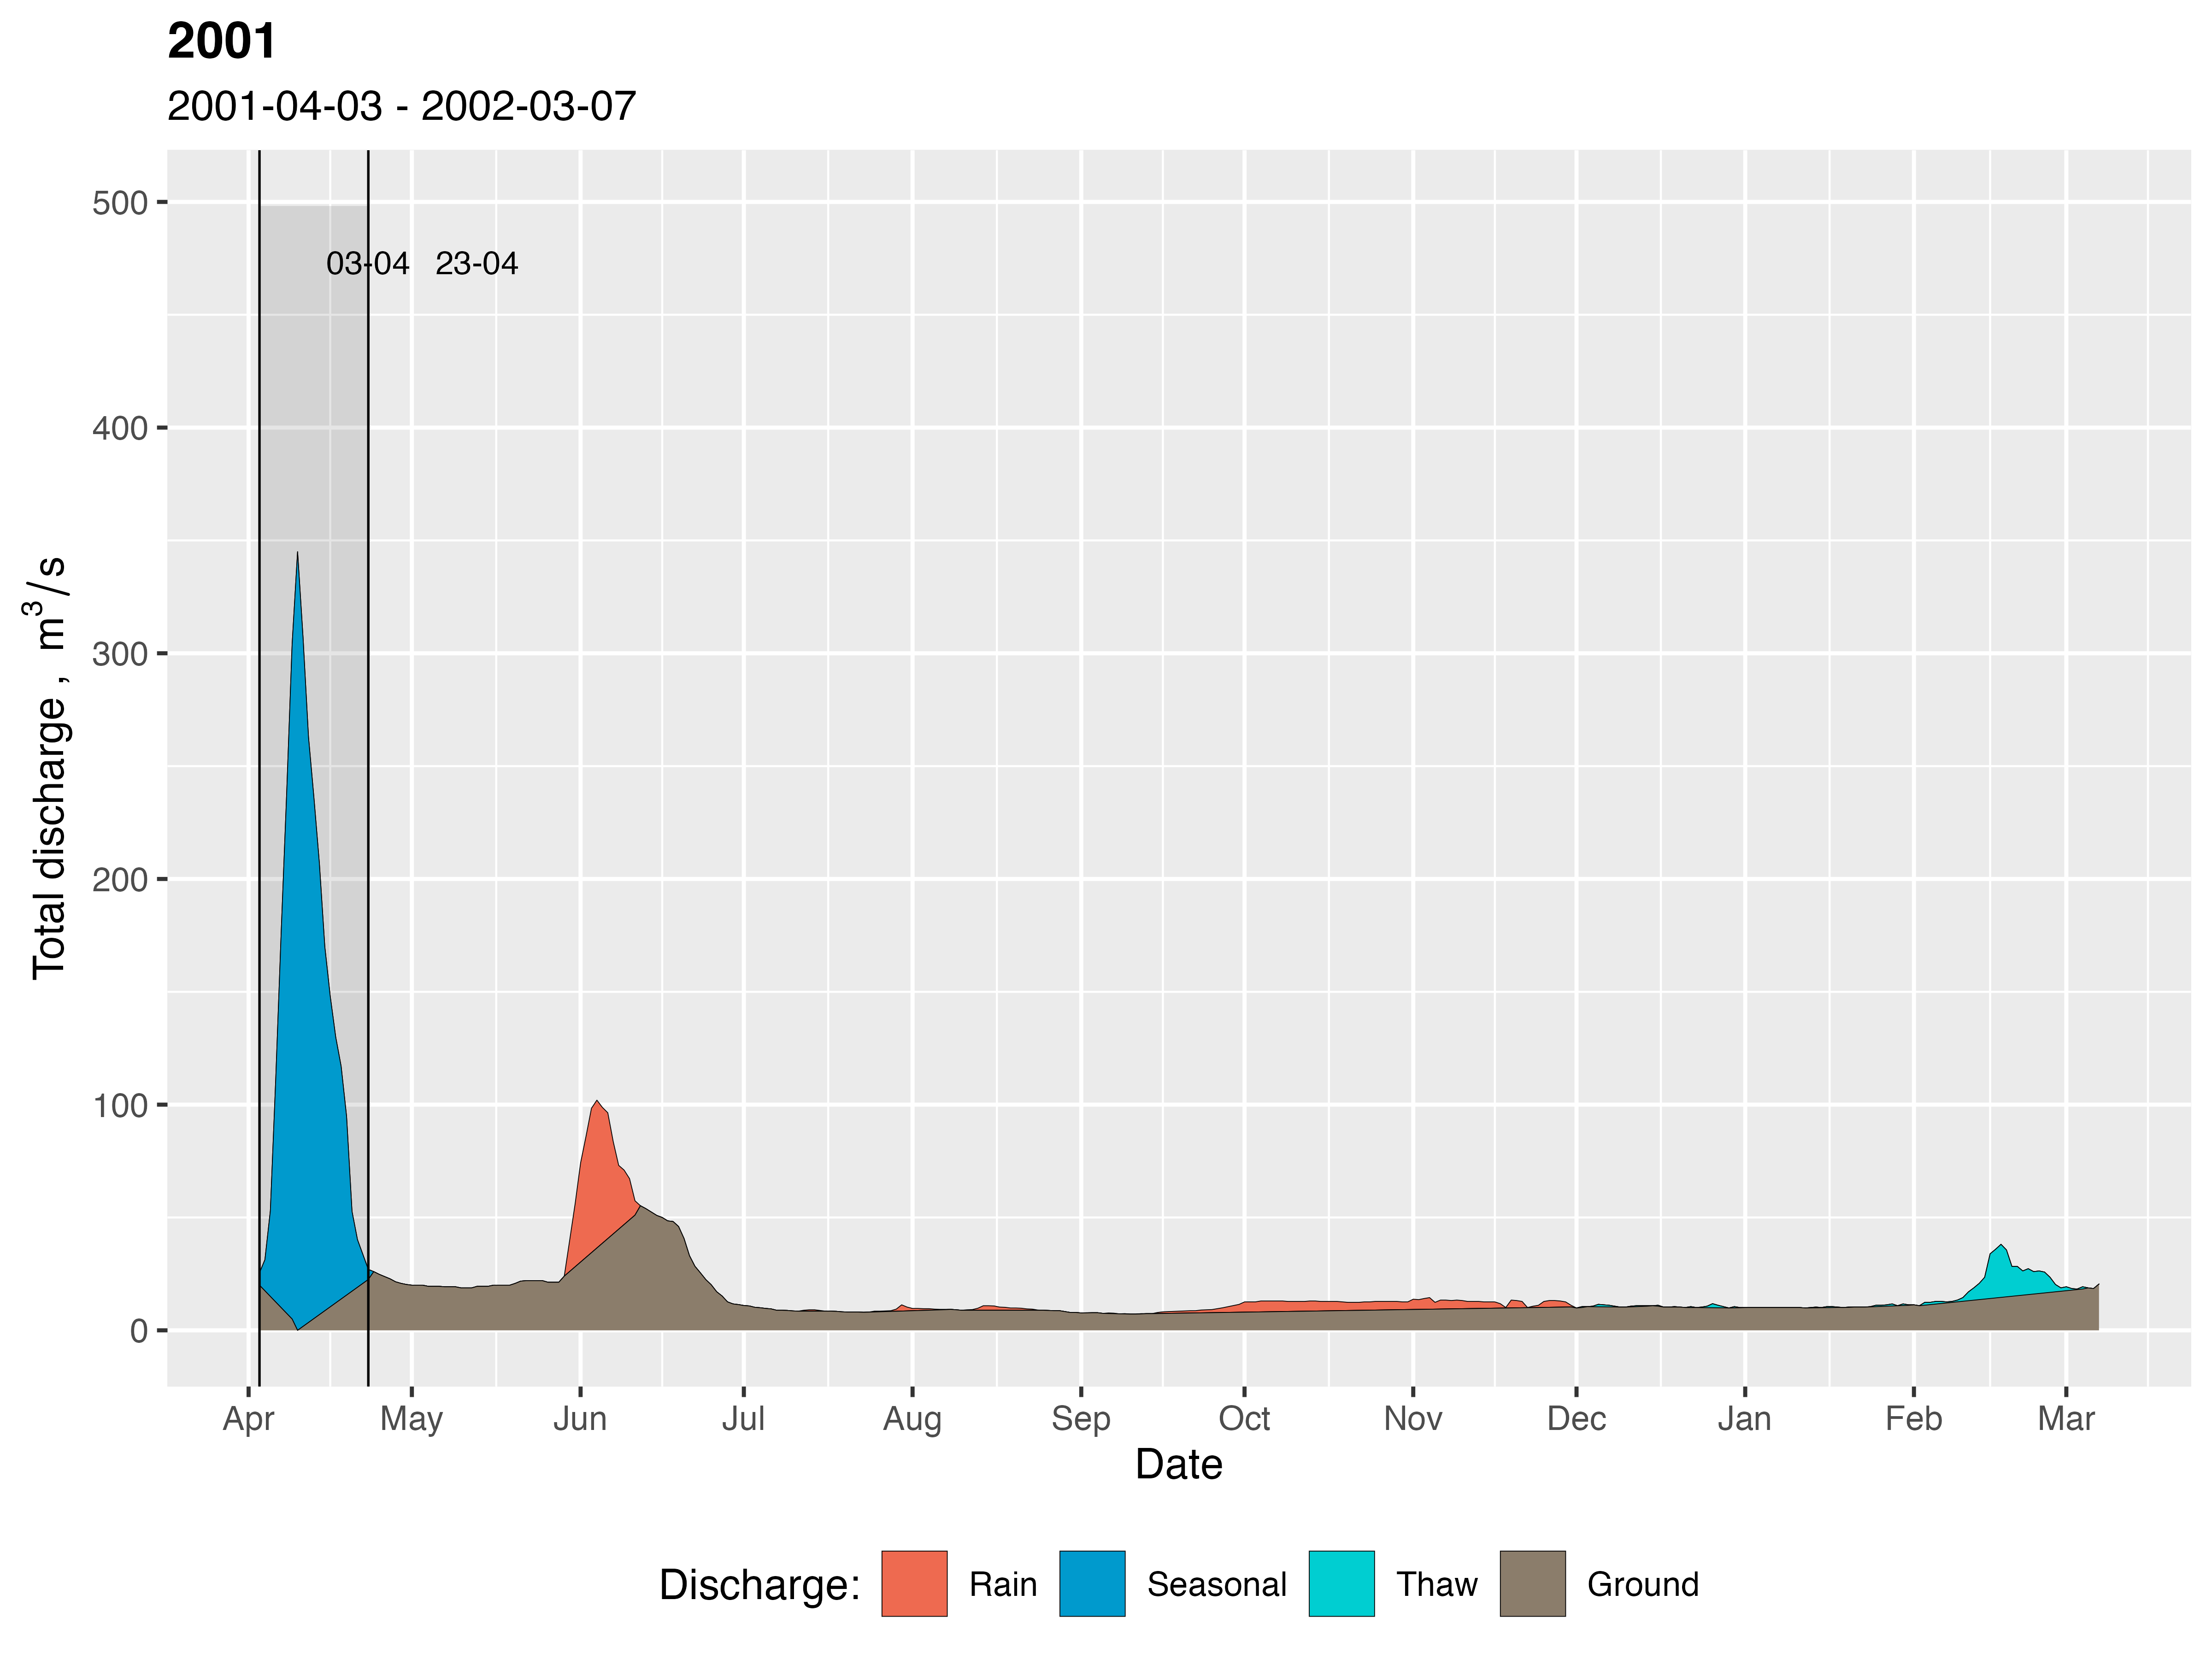 2001
2001-04-03 - 2002-03-07
Total discharge , m³/s
500
400
300
200
100
0
03-04 23-04
Apr May Jun Jul Aug Sep Oct Nov Dec Jan Feb Mar
Date
Discharge: Rain Seasonal Thaw Ground